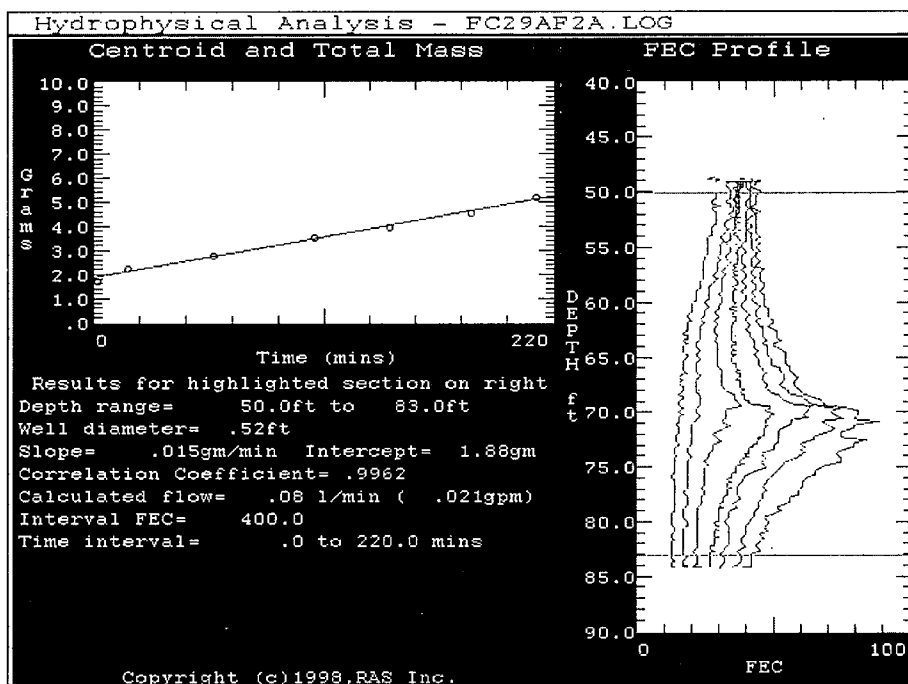 Hydrophysical Analysis - FC29AF2A.LOG
Centroid and Total Mass
10.0
9.0
8.0
7.0
6.0
5.0
4.0
3.0
2.0
1.0
.0
Grams
0
220
Time (mins)
Results for highlighted section on right
Depth range= 50.0ft to 83.0ft
Well diameter= .52ft
Slope= .015gm/min Intercept= 1.88gm
Correlation Coefficient= .9962
Calculated flow= .08 l/min ( .021gpm)
Interval FEC= 400.0
Time interval= .0 to 220.0 mins
Copyright (c)1998,RAS Inc.
FEC Profile
40.0
45.0
50.0
55.0
60.0
65.0
70.0
75.0
80.0
85.0
90.0
DEPTH ft
0
100
FEC